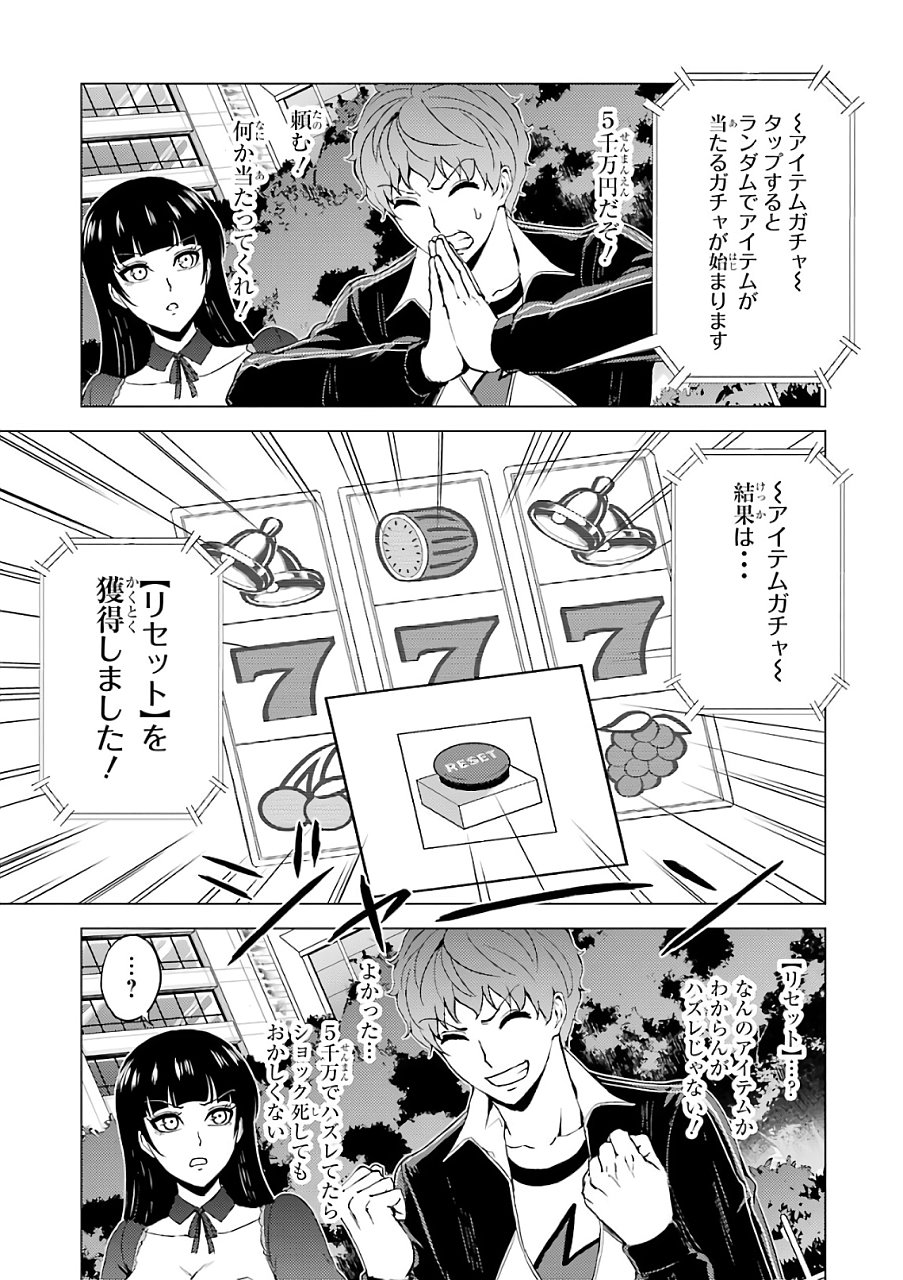 ～アイテムガチャ～
タップすると
ランダムでアイテムが
当たるガチャが始まります
5千万円だぞ！
頼む！
何か当たってくれ！
～アイテムガチャ～
結果は･･･
RESET
【リセット】を
獲得しました！
ジャーン
【リセット】…？
なんのアイテムか
わからんが
ハズレじゃない！
よかった…
5千万でハズレてたら
ショック死しても
おかしくない
…？